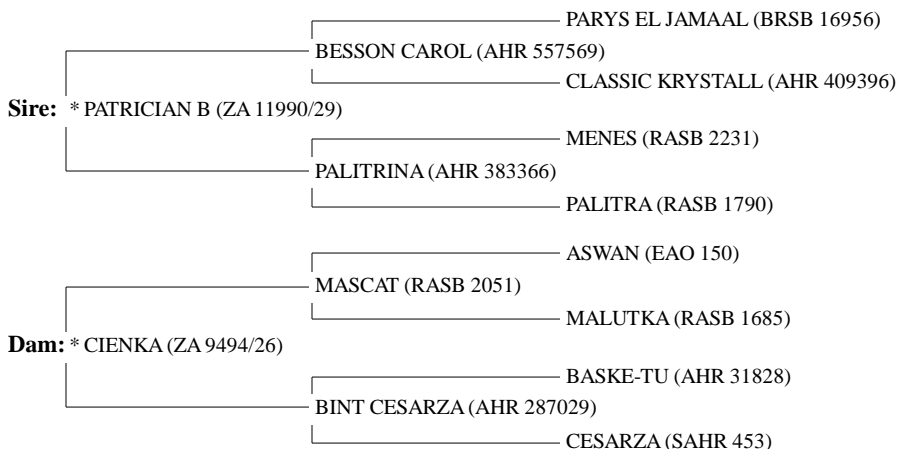 PARYS EL JAMAAL (BRSB 16956)
BESSON CAROL (AHR 557569)
CLASSIC KRYSTALL (AHR 409396)
Sire: * PATRICIAN B (ZA 11990/29)
MENES (RASB 2231)
PALITRINA (AHR 383366)
PALITRA (RASB 1790)
ASWAN (EAO 150)
MASCAT (RASB 2051)
MALUTKA (RASB 1685)
Dam: * CIENKA (ZA 9494/26)
BASKE-TU (AHR 31828)
BINT CESARZA (AHR 287029)
CESARZA (SAHR 453)